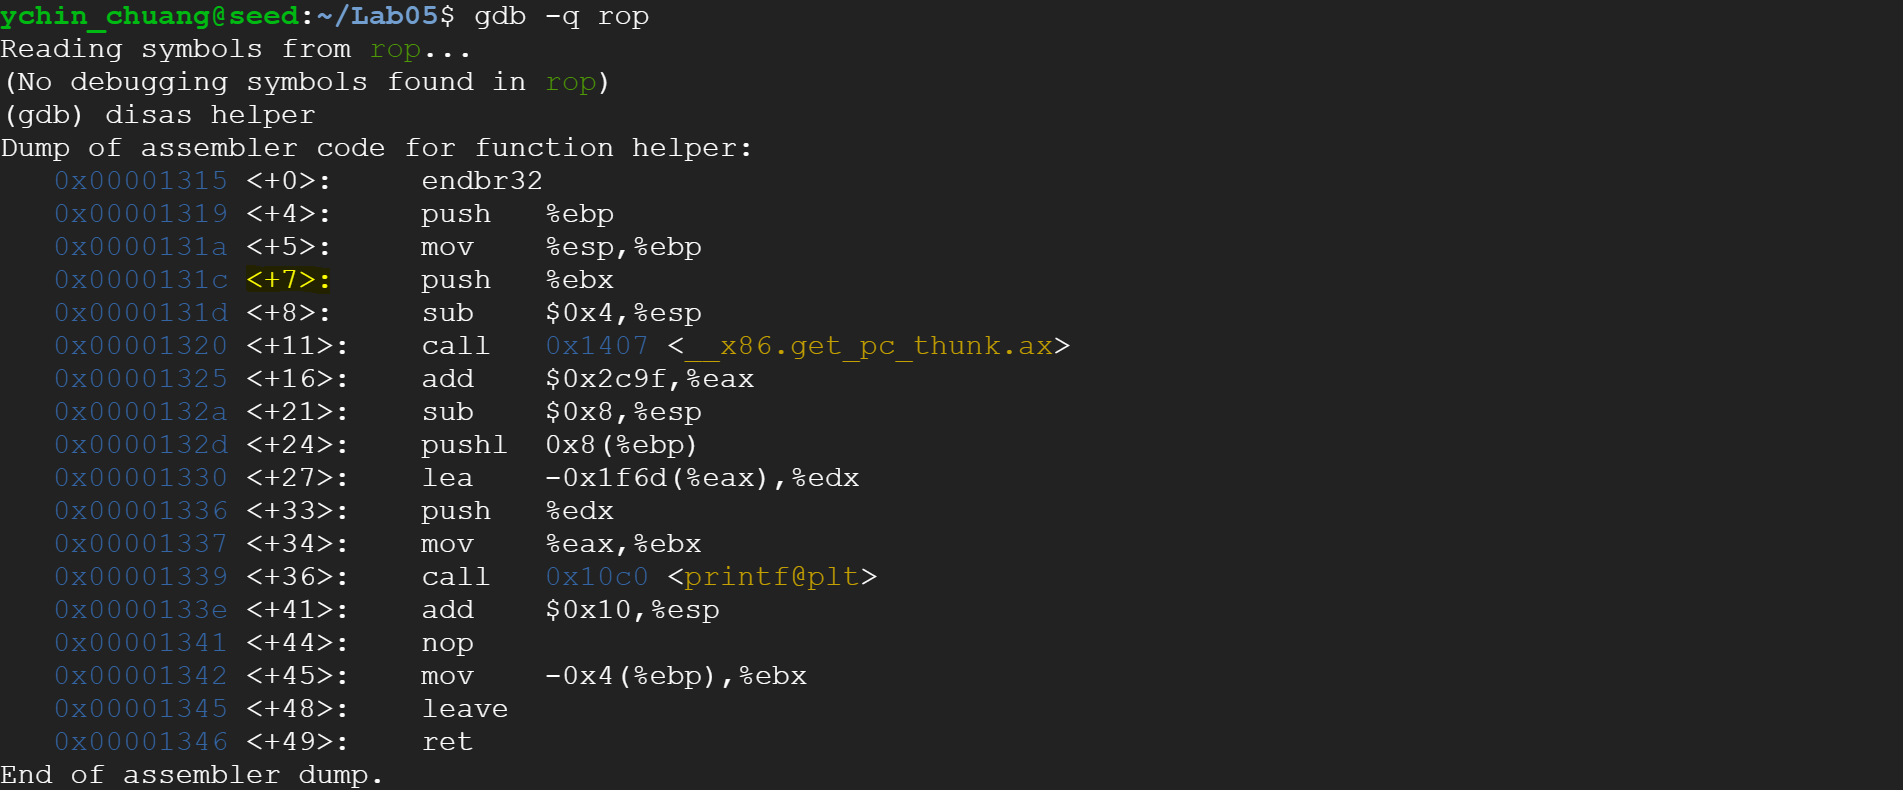 ychin_chuang@seed:~/Lab05$ gdb -q rop
Reading symbols from rop...
(No debugging symbols found in rop)
(gdb) disas helper
Dump of assembler code for function helper:
   0x00001315 <+0>:     endbr32
   0x00001319 <+4>:     push   %ebp
   0x0000131a <+5>:     mov    %esp,%ebp
   0x0000131c <+7>:     push   %ebx
   0x0000131d <+8>:     sub    $0x4,%esp
   0x00001320 <+11>:    call   0x1407 <__x86.get_pc_thunk.ax>
   0x00001325 <+16>:    add    $0x2c9f,%eax
   0x0000132a <+21>:    sub    $0x8,%esp
   0x0000132d <+24>:    pushl  0x8(%ebp)
   0x00001330 <+27>:    lea    -0x1f6d(%eax),%edx
   0x00001336 <+33>:    push   %edx
   0x00001337 <+34>:    mov    %eax,%ebx
   0x00001339 <+36>:    call   0x10c0 <printf@plt>
   0x0000133e <+41>:    add    $0x10,%esp
   0x00001341 <+44>:    nop
   0x00001342 <+45>:    mov    -0x4(%ebp),%ebx
   0x00001345 <+48>:    leave
   0x00001346 <+49>:    ret
End of assembler dump.